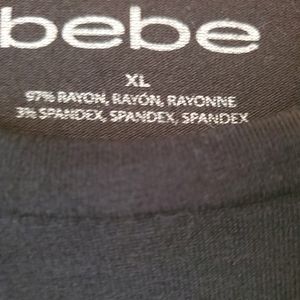 bebe
XL
97% RAYON, RAYÓN, RAYONNE
3% SPANDEX, SPANDEX, SPANDEX